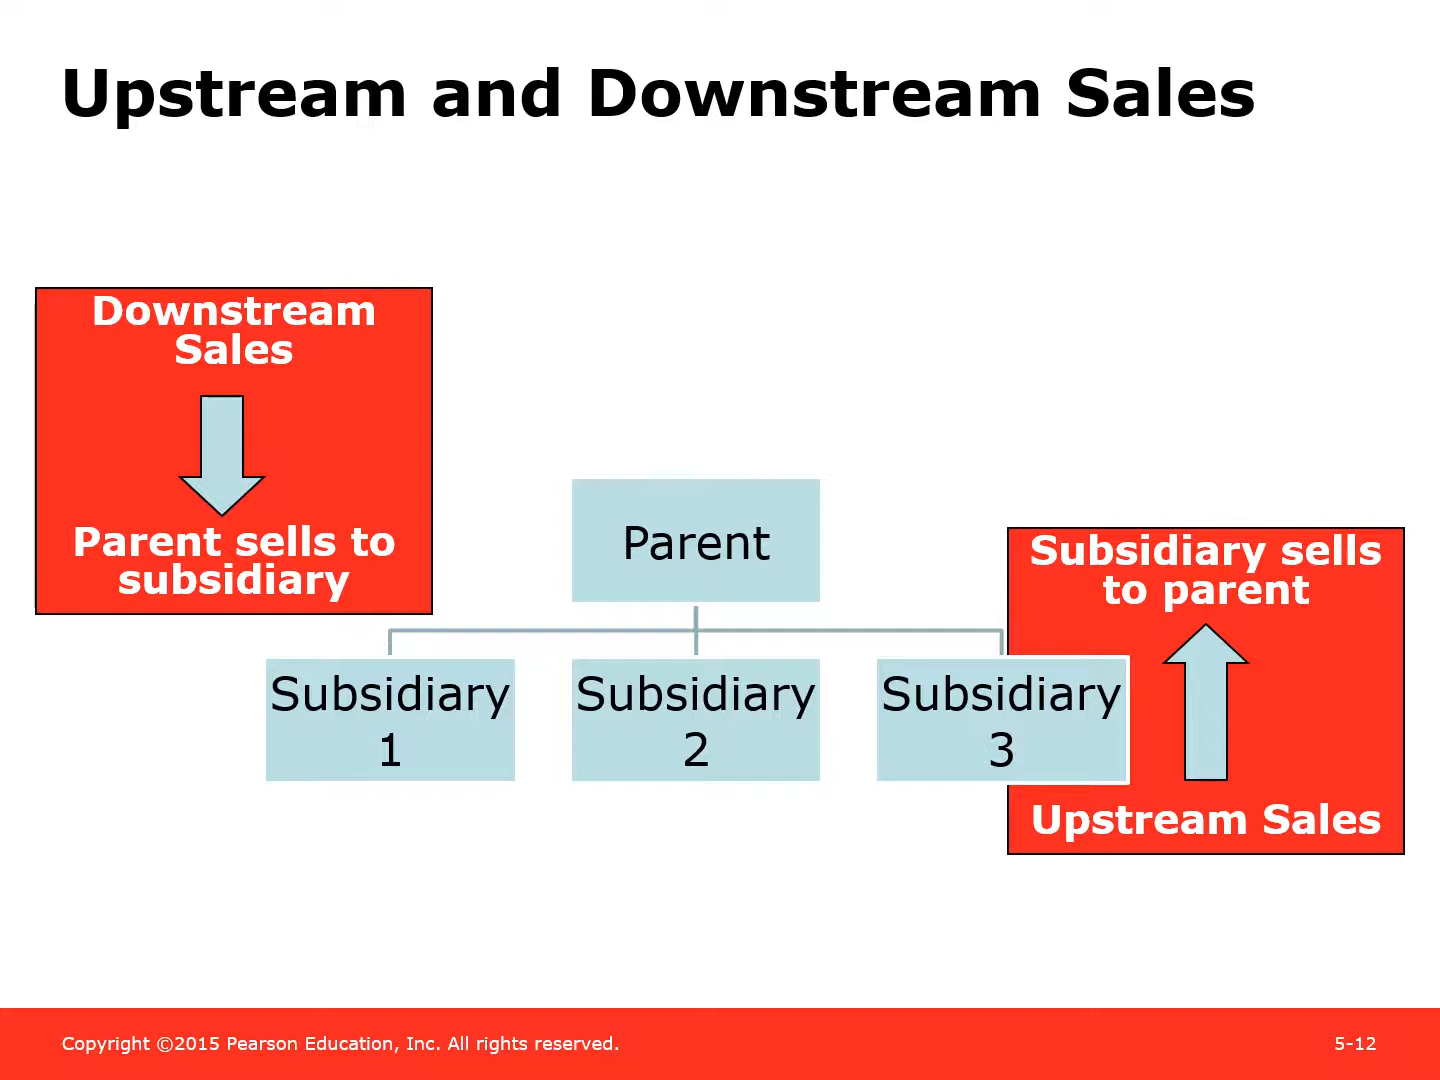 Upstream and Downstream Sales
Downstream
Sales
Parent sells to
subsidiary
Parent
Subsidiary
1
Subsidiary
2
Subsidiary
3
Subsidiary sells
to parent
Upstream Sales
Copyright ©2015 Pearson Education, Inc. All rights reserved.
5-12